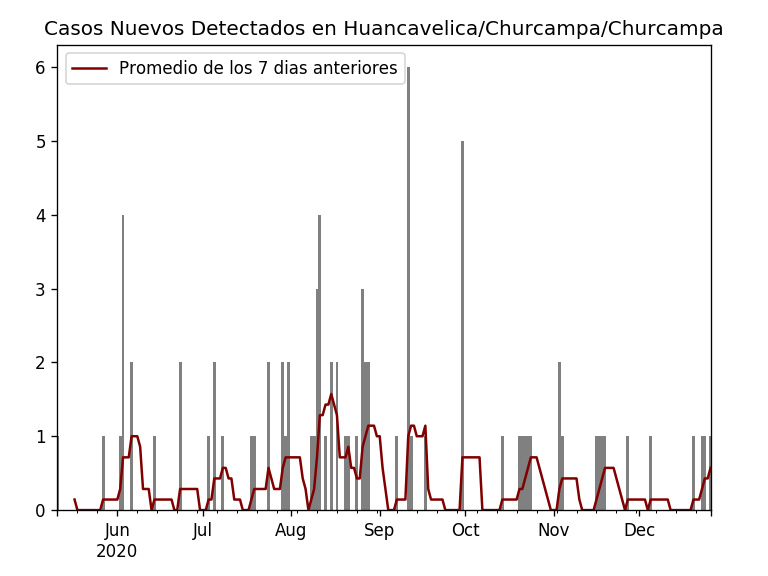 Casos Nuevos Detectados en Huancavelica/Churcampa/Churcampa
Promedio de los 7 dias anteriores
6
5
4
3
2
1
0
Jun Jul Aug Sep Oct Nov Dec
2020